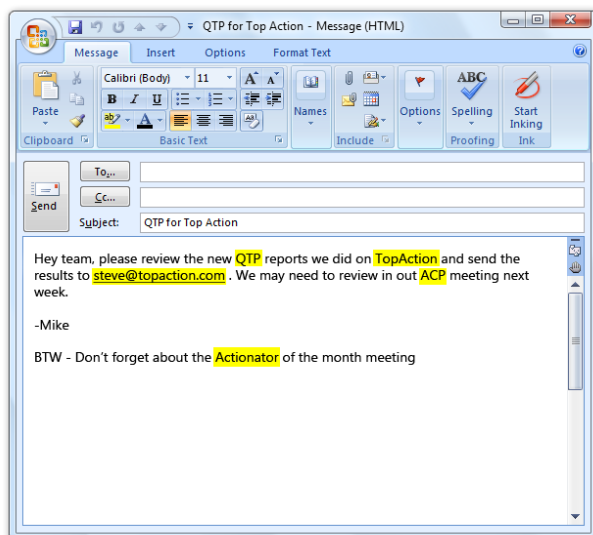 QTP for Top Action - Message (HTML)
Message Insert Options Format Text
Calibri (Body) 11 A A
Paste
B I U
ab A
ABC
Names
Options
Spelling
Start
Inking
Clipboard Basic Text Include Proofing Ink
To...
Send
Cc...
Subject: QTP for Top Action
Hey team, please review the new QTP reports we did on TopAction and send the
results to steve@topaction.com . We may need to review in out ACP meeting next
week.
-Mike
BTW - Don't forget about the Actionator of the month meeting